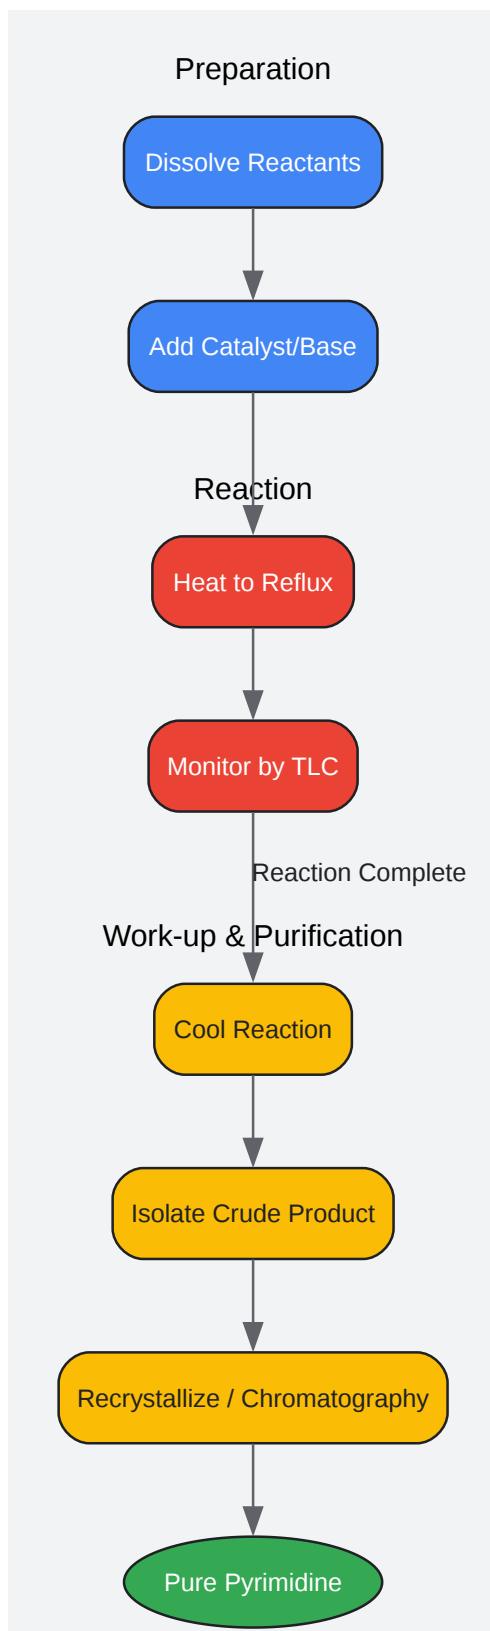 Preparation
Dissolve Reactants
Add Catalyst/Base
Reaction
Heat to Reflux
Monitor by TLC
Reaction Complete
Work-up & Purification
Cool Reaction
Isolate Crude Product
Recrystallize / Chromatography
Pure Pyrimidine